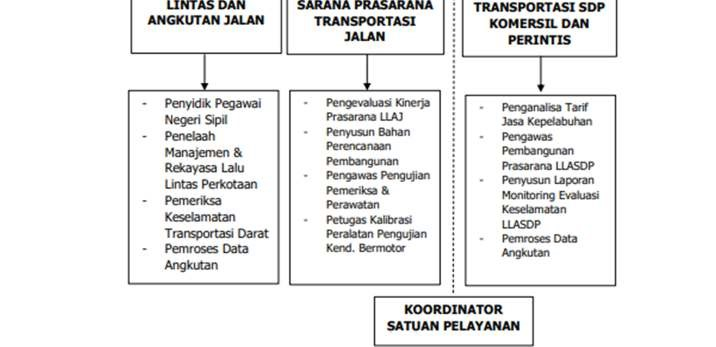 LINTAS DAN
ANGKUTAN JALAN
SARANA PRASARANA
TRANSPORTASI
JALAN
TRANSPORTASI SDP
KOMERSIL DAN
PERINTIS
- Penyidik Pegawai
Negeri Sipil
- Penelaah
Manajemen &
Rekayasa Lalu
Lintas Perkotaan
- Pemeriksa
Keselamatan
Transportasi Darat
- Pemroses Data
Angkutan
- Pengevaluasi Kinerja
Prasarana LLAJ
- Penyusun Bahan
Perencanaan
Pembangunan
- Pengawas Pengujian
Pemeriksa &
Perawatan
- Petugas Kalibrasi
Peralatan Pengujian
Kend. Bermotor
- Penganalisa Tarif
Jasa Kepelabuhan
- Pengawas
Pembangunan
Prasarana LLASDP
- Penyusun Laporan
Monitoring Evaluasi
Keselamatan
LLASDP
- Pemroses Data
Angkutan
KOORDINATOR
SATUAN PELAYANAN